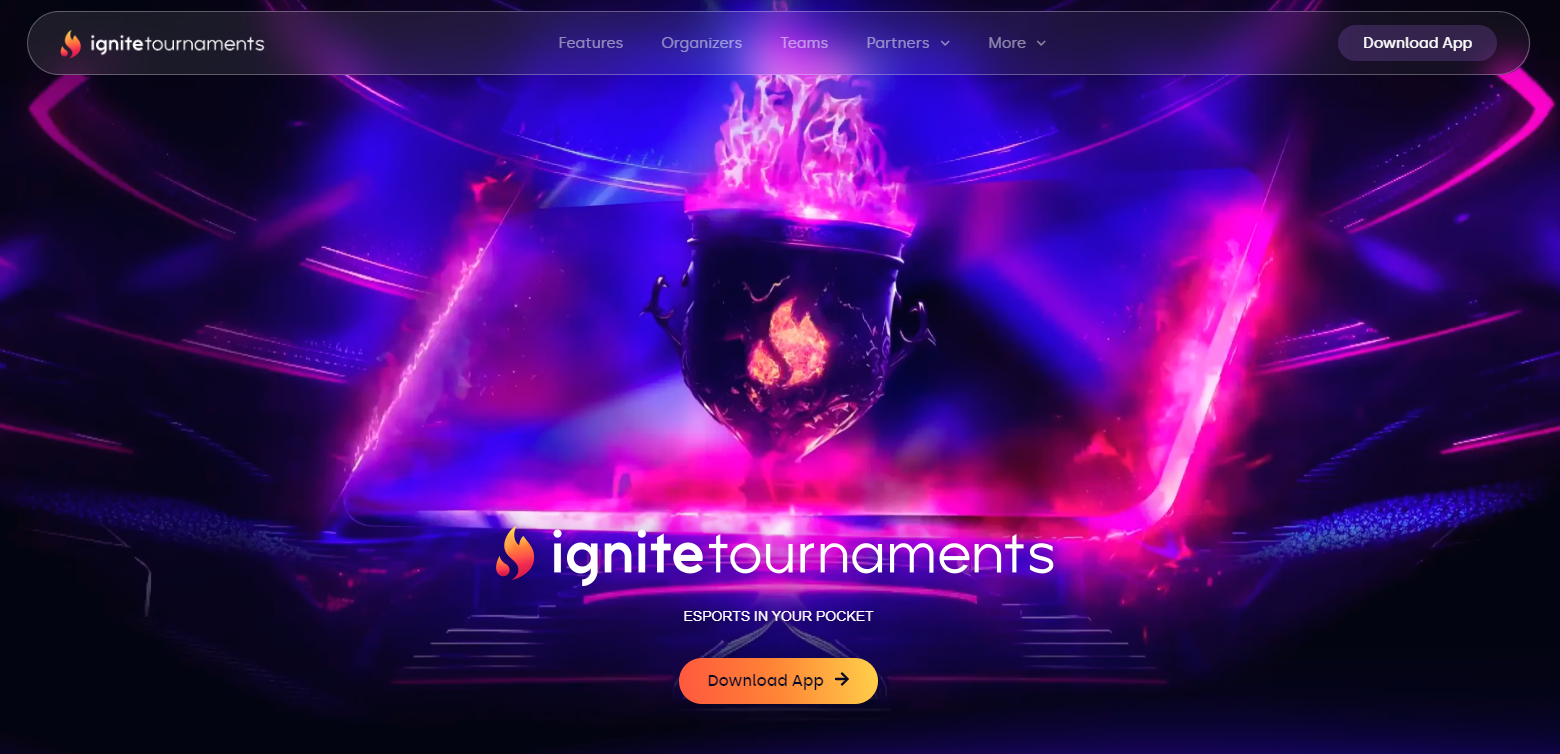 ignitetournaments
Features
Organizers
Teams
Partners
More
Download App
ignitetournaments
ESPORTS IN YOUR POCKET
Download App